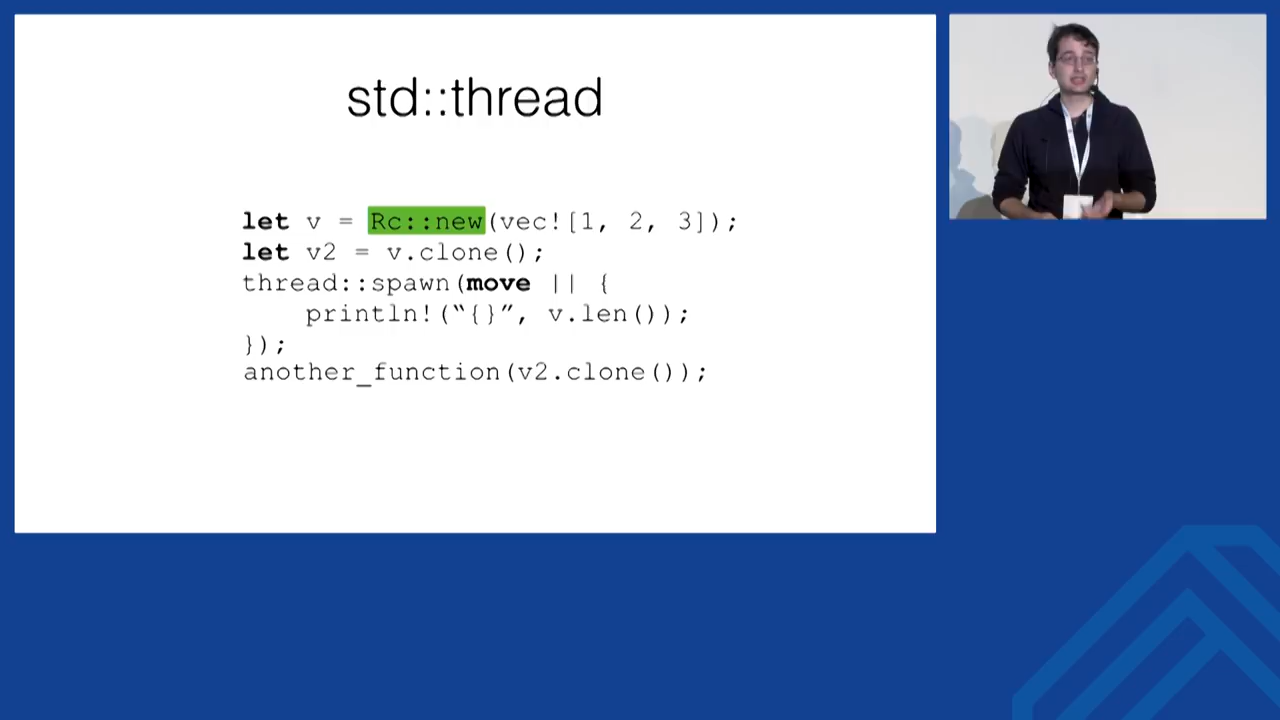 std::thread
let v = Rc::new(vec![1, 2, 3]);
let v2 = v.clone();
thread::spawn(move || {
    println!(“{}”, v.len());
});
another_function(v2.clone());